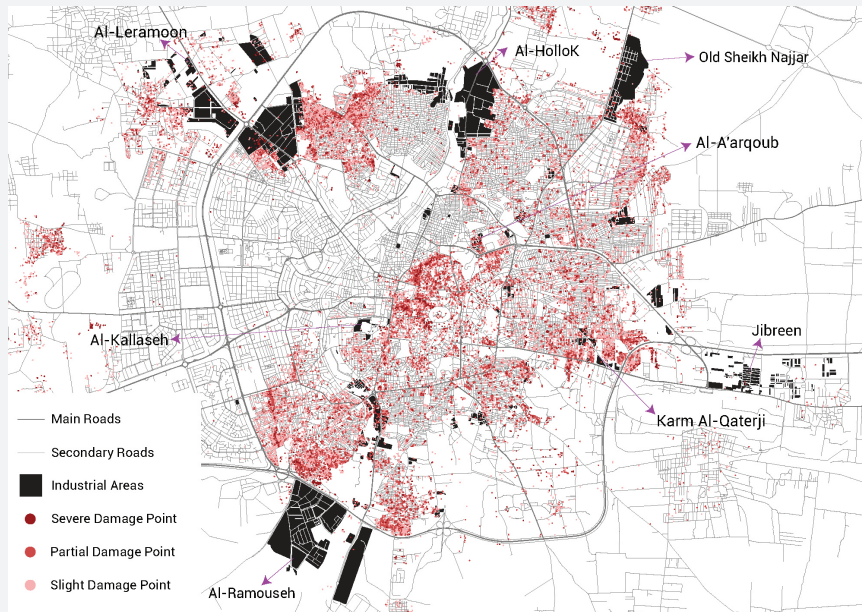 Al-Leramoon
Al-HolloK
Old Sheikh Najjar
Al-A'arqoub
Al-Kallaseh
Jibreen
Karm Al-Qaterji
Main Roads
Secondary Roads
Industrial Areas
Severe Damage Point
Partial Damage Point
Slight Damage Point
Al-Ramouseh